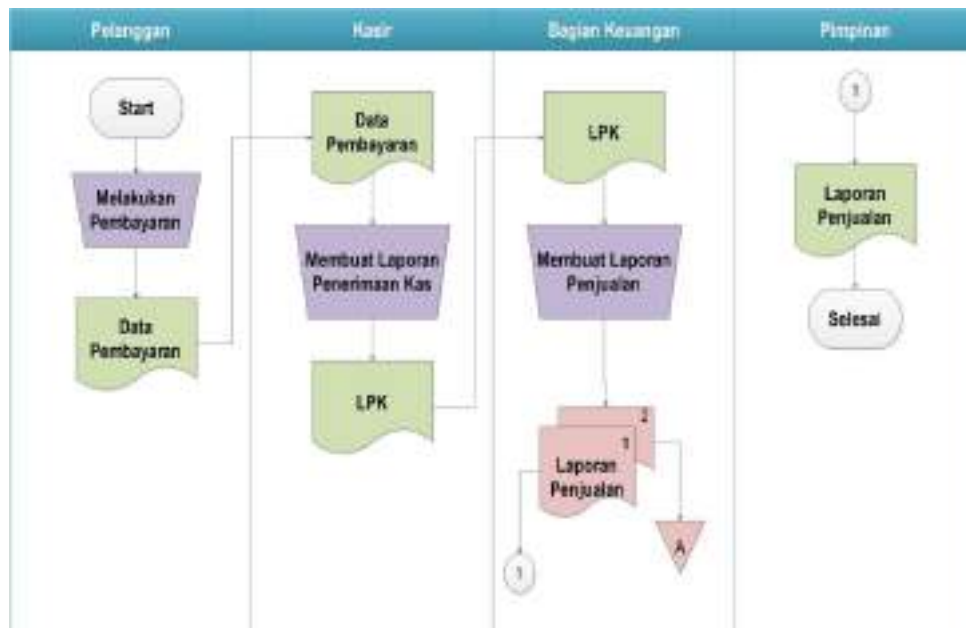 Pelanggan
Kasir
Bagian Keuangan
Pimpinan
Start
Melakukan
Pembayaran
Data
Pembayaran
Data
Pembayaran
Membuat Laporan
Penerimaan Kas
LPK
LPK
Membuat Laporan
Penjualan
2
1
Laporan
Penjualan
1
A
1
Laporan
Penjualan
Selesai